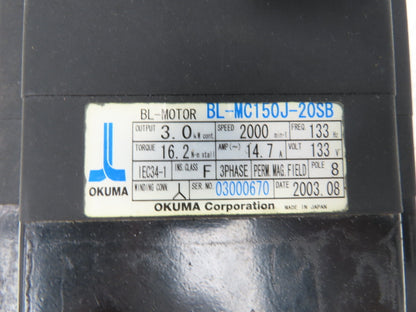 BL-MOTOR BL-MC150J-20SB
OUTPUT 3.0 kW cont. SPEED 2000 min-1 FREQ. 133 Hz
TORQUE 16.2 N·m stall AMP(~) 14.7 A VOLT 133 V
IEC34-1 INS.CLASS F 3PHASE PERM.MAG.FIELD POLE 8
WINDING CONN. SER.NO. 03000670 DATE 2003.08
OKUMA
OKUMA Corporation MADE IN JAPAN